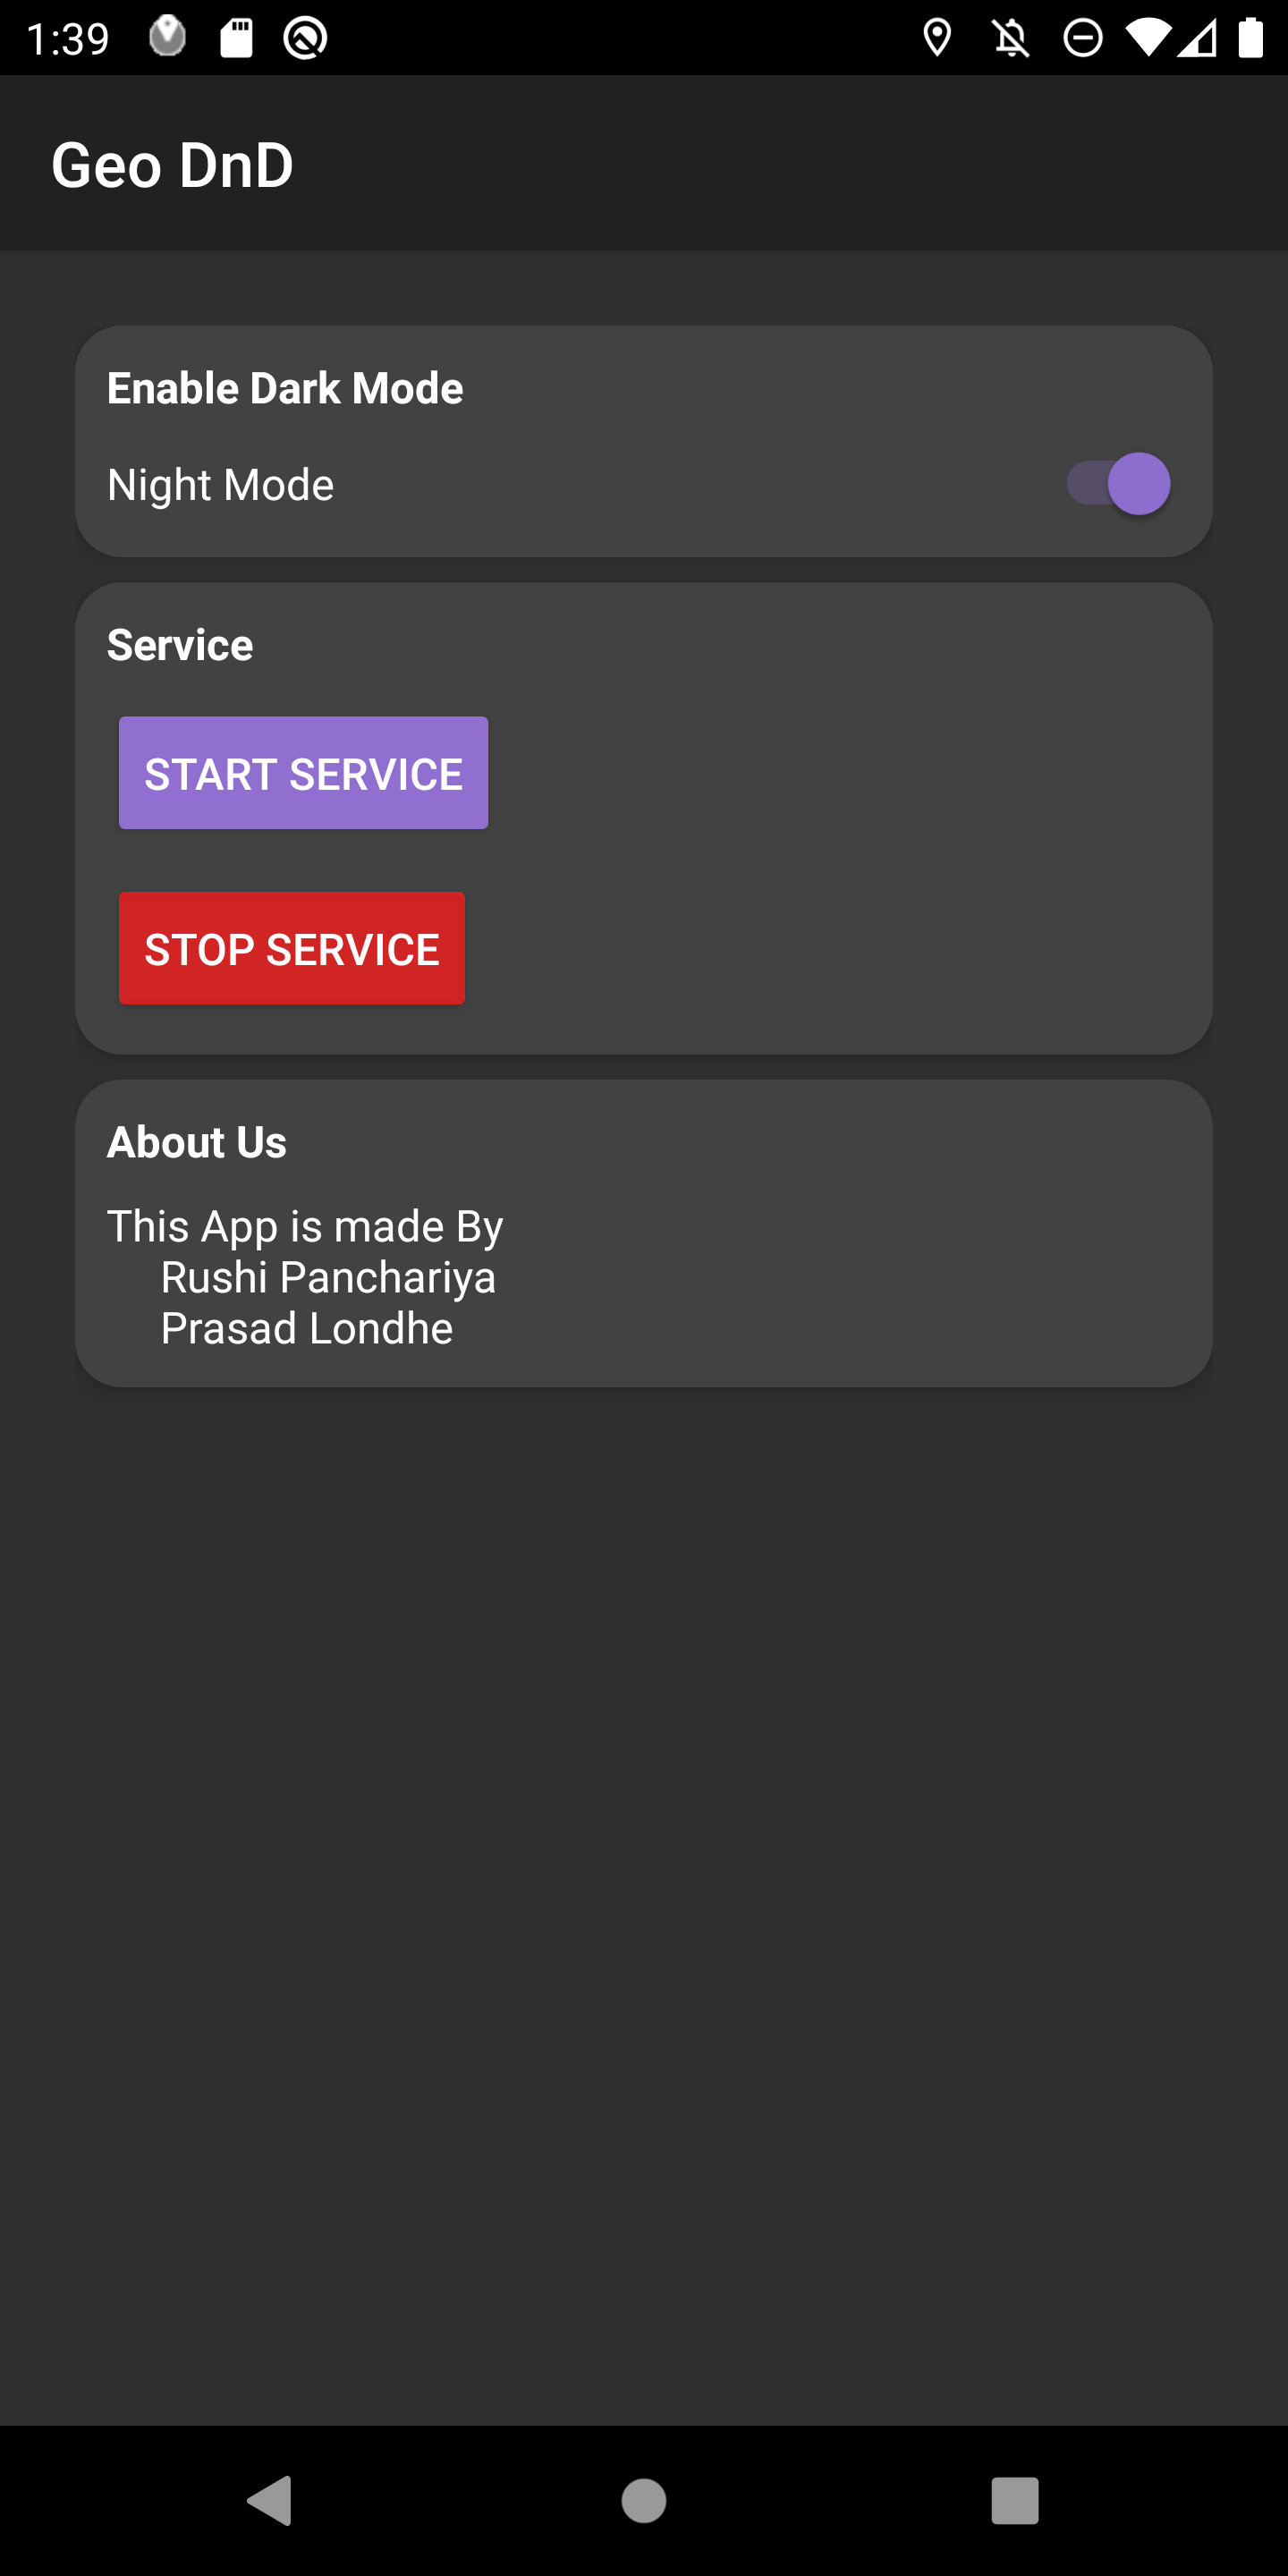 1:39
Geo DnD
Enable Dark Mode
Night Mode
Service
START SERVICE
STOP SERVICE
About Us
This App is made By
Rushi Panchariya
Prasad Londhe